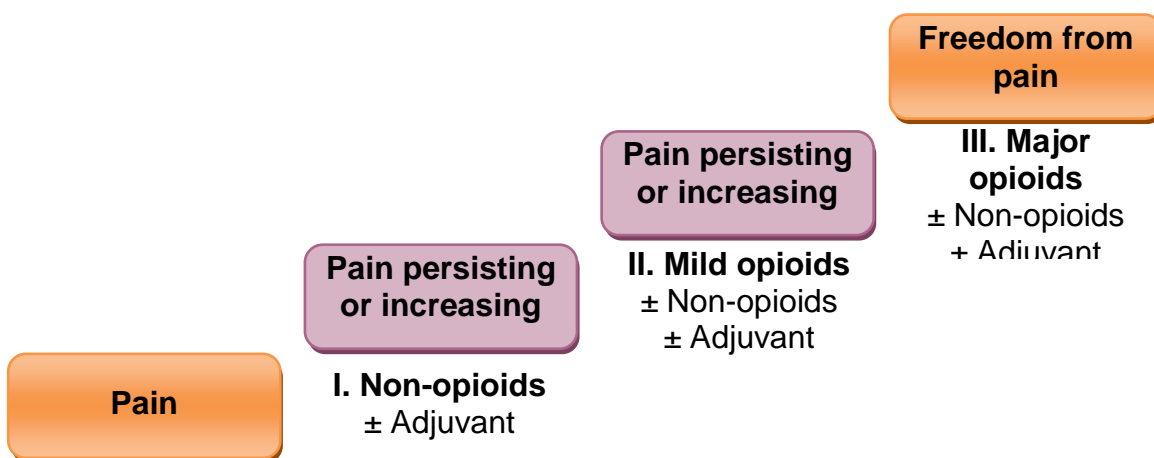 Freedom from
pain
III. Major
opioids
± Non-opioids
± Adjuvant
Pain persisting
or increasing
II. Mild opioids
± Non-opioids
± Adjuvant
Pain persisting
or increasing
I. Non-opioids
± Adjuvant
Pain